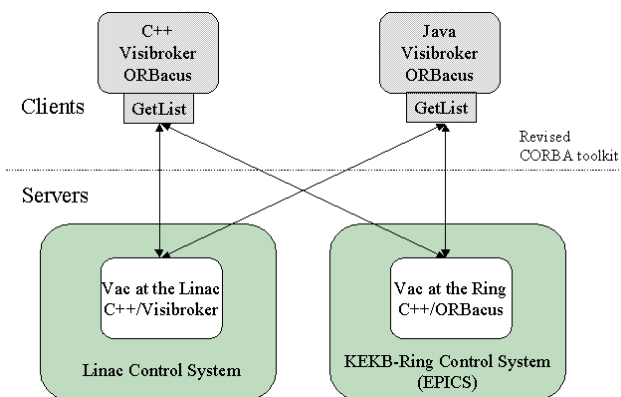 C++
Visibroker
ORBacus
GetList
Java
Visibroker
ORBacus
GetList
Clients
Revised
CORBA toolkit
Servers
Vac at the Linac
C++/Visibroker
Linac Control System
Vac at the Ring
C++/ORBacus
KEKB-Ring Control System
(EPICS)